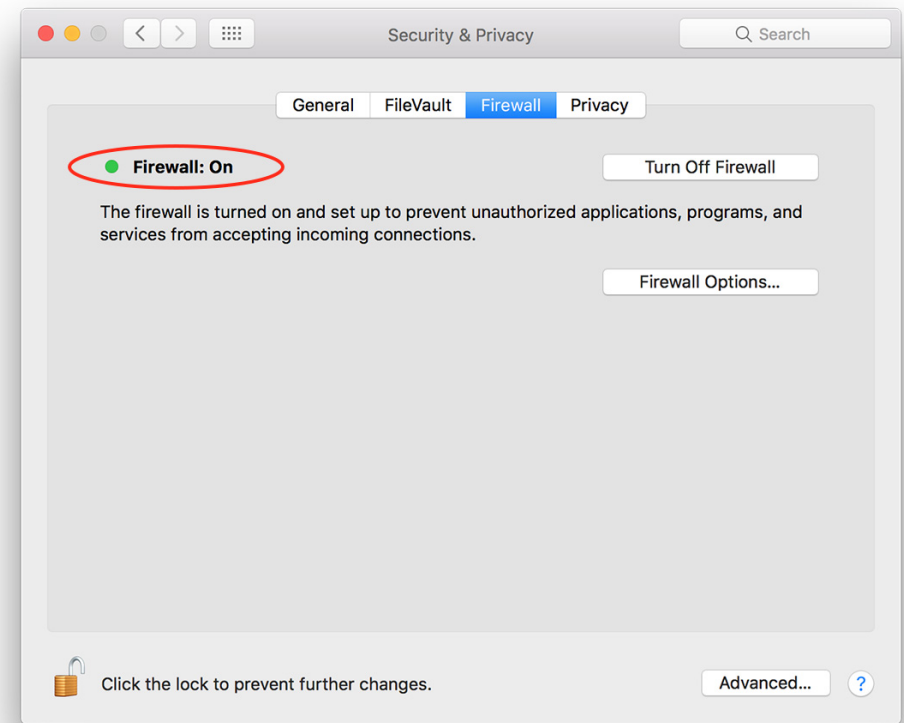 Security & Privacy
Search
General FileVault Firewall Privacy
Firewall: On
Turn Off Firewall
The firewall is turned on and set up to prevent unauthorized applications, programs, and
services from accepting incoming connections.
Firewall Options...
Click the lock to prevent further changes.
Advanced...
?